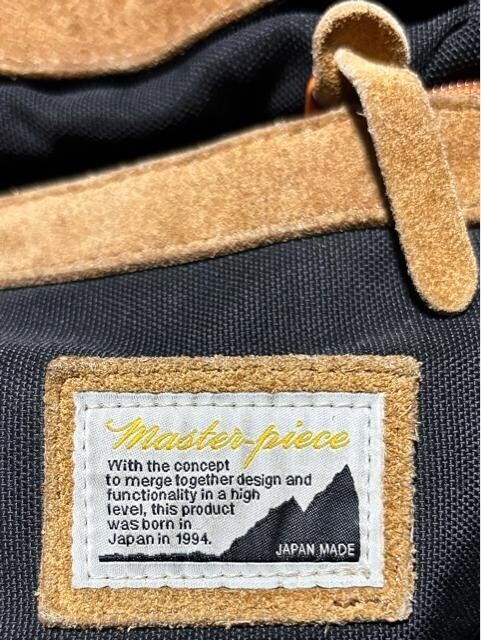 Master-piece
With the concept
to merge together design and
functionality in a high
level, this product
was born in
Japan in 1994.
JAPAN MADE